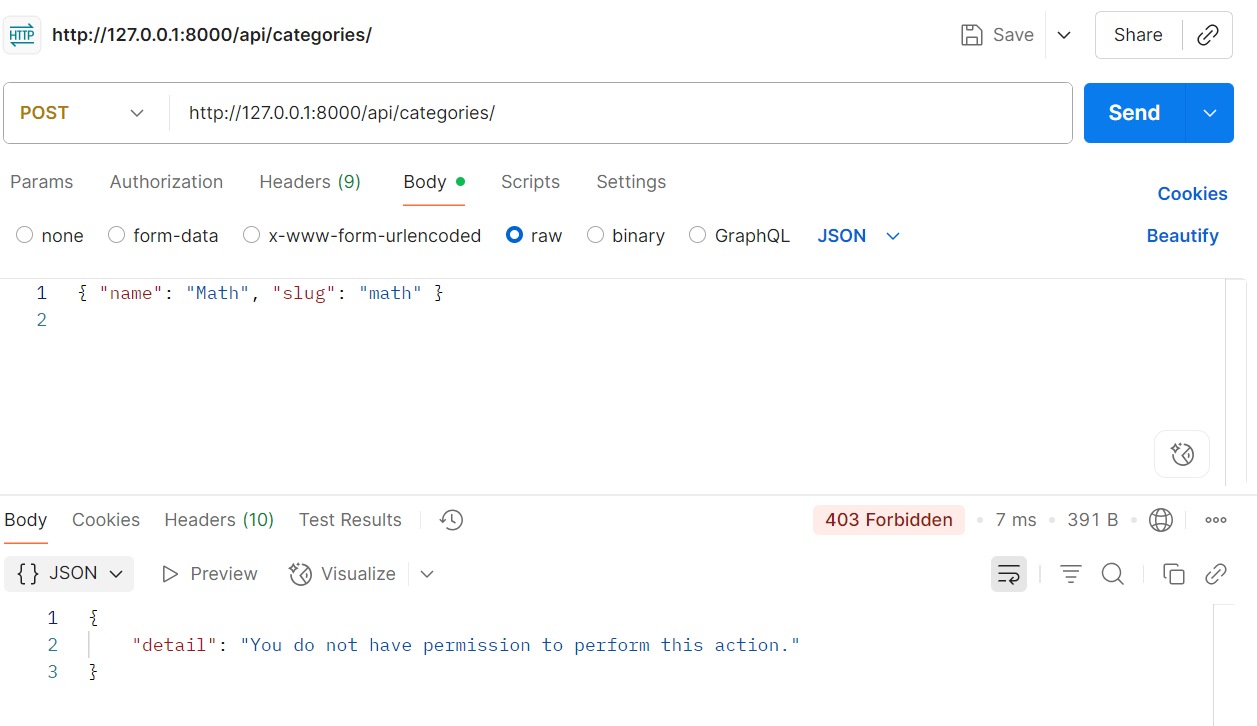 HTTP http://127.0.0.1:8000/api/categories/ Save Share
POST http://127.0.0.1:8000/api/categories/ Send
Params Authorization Headers (9) Body Scripts Settings Cookies
none form-data x-www-form-urlencoded raw binary GraphQL JSON Beautify
1 { "name": "Math", "slug": "math" }
2
Body Cookies Headers (10) Test Results 403 Forbidden 7 ms 391 B
{} JSON Preview Visualize
1 {
2 "detail": "You do not have permission to perform this action."
3 }